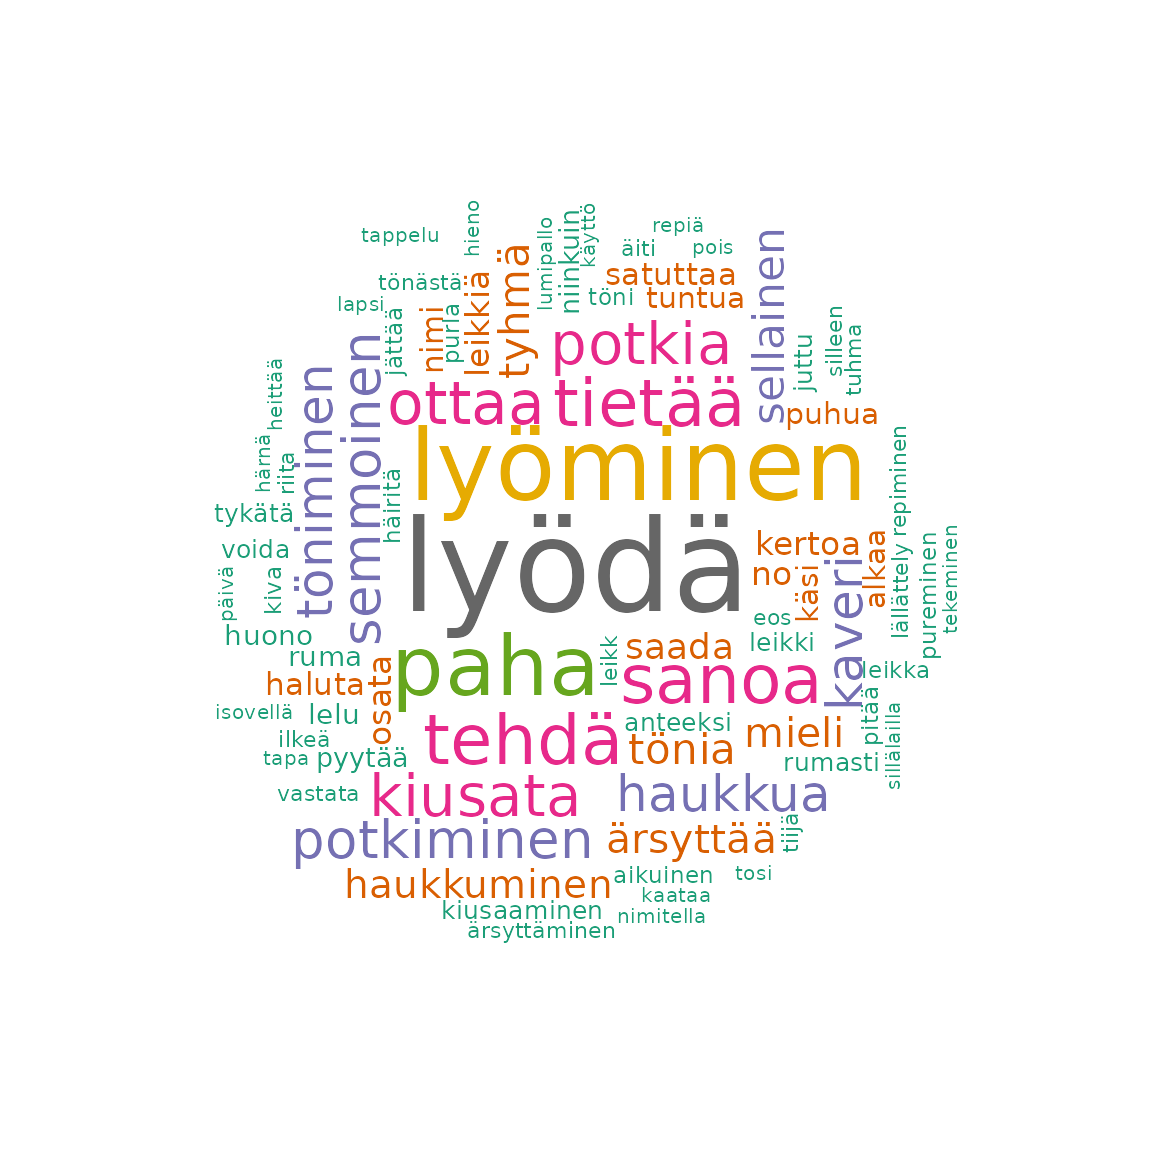 hieno
käyttö
lumipallo
niinkuin
repiä
tappelu
äiti
pois
sellainen
tyhmä
satuttaa
tönästä
leikkiä
töni
tuntua
lapsi
nimi
purla
jättää
silleen
juttu
tuhma
potkia
semmoinen
heittää
töniminen
ottaa
tietää
puhua
lyöminen
härnä
riita
häiritä
repiminen
tykätä
lyödä
voida
kertoa
alkaa
no
käsi
lällättely
pureminen
tekeminen
päivä
kiva
kaveri
eos
huono
leikki
leikk
saada
ruma
paha
sanoa
leikka
haluta
osata
isovellä
lelu
pitää
sillälailla
anteeksi
ilkeä
tehdä
tönia
mieli
tapa
pyytää
rumasti
vastata
kiusata
haukkua
potkiminen
ärsyttää
tiijä
haukkuminen
aikuinen
tosi
kaataa
kiusaaminen
nimitella
ärsyttäminen